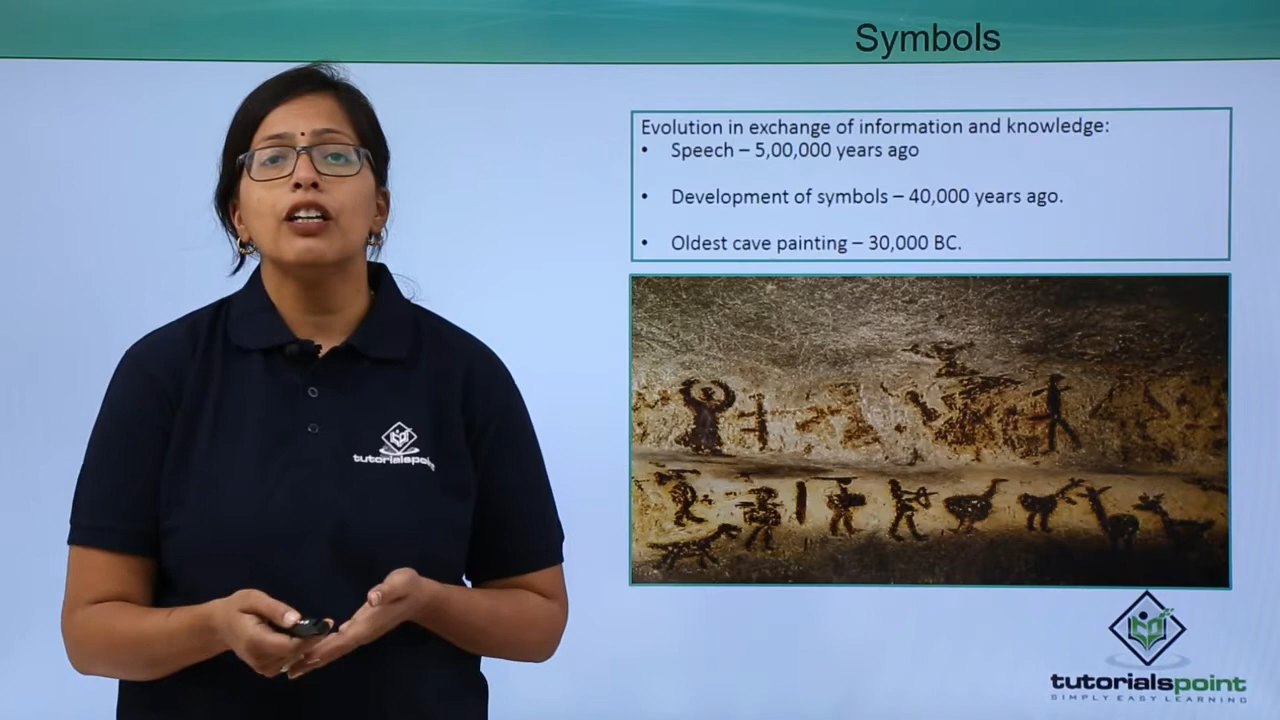 Symbols
Evolution in exchange of information and knowledge:
• Speech – 5,00,000 years ago
• Development of symbols – 40,000 years ago.
• Oldest cave painting – 30,000 BC.
tutorialspoint
tutorialspoint
SIMPLY EASY LEARNING